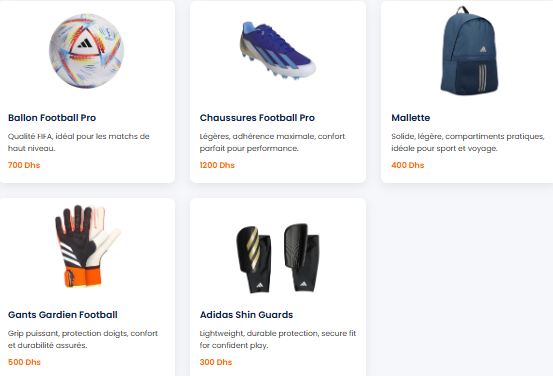 Ballon Football Pro
Qualité FIFA, idéal pour les matchs de
haut niveau.
700 Dhs
Chaussures Football Pro
Légères, adhérence maximale, confort
parfait pour performance.
1200 Dhs
Mallette
Solide, légère, compartiments pratiques,
idéale pour sport et voyage.
400 Dhs
Gants Gardien Football
Grip puissant, protection doigts, confort
et durabilité assurés.
500 Dhs
Adidas Shin Guards
Lightweight, durable protection, secure fit
for confident play.
300 Dhs